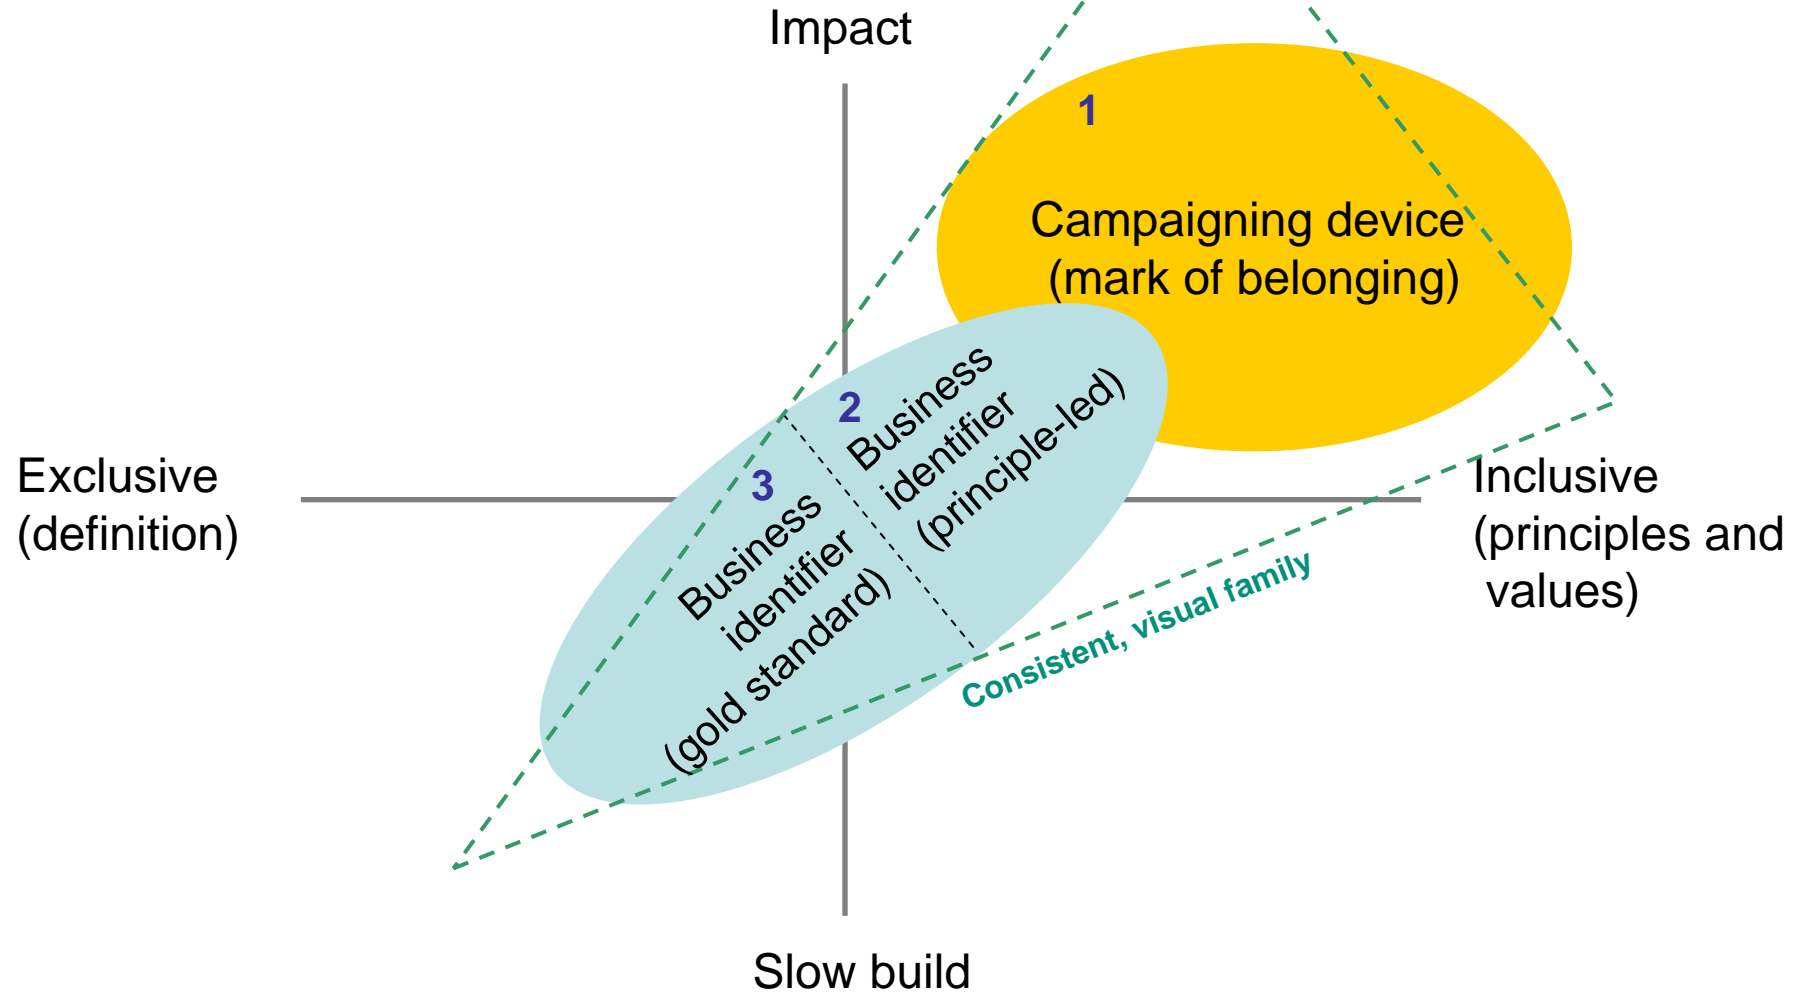 Impact
1
Campaigning device
(mark of belonging)
2
Business
identifier
(principle-led)
3
Business
identifier
(gold standard)
Exclusive
(definition)
Inclusive
(principles and
values)
Consistent, visual family
Slow build